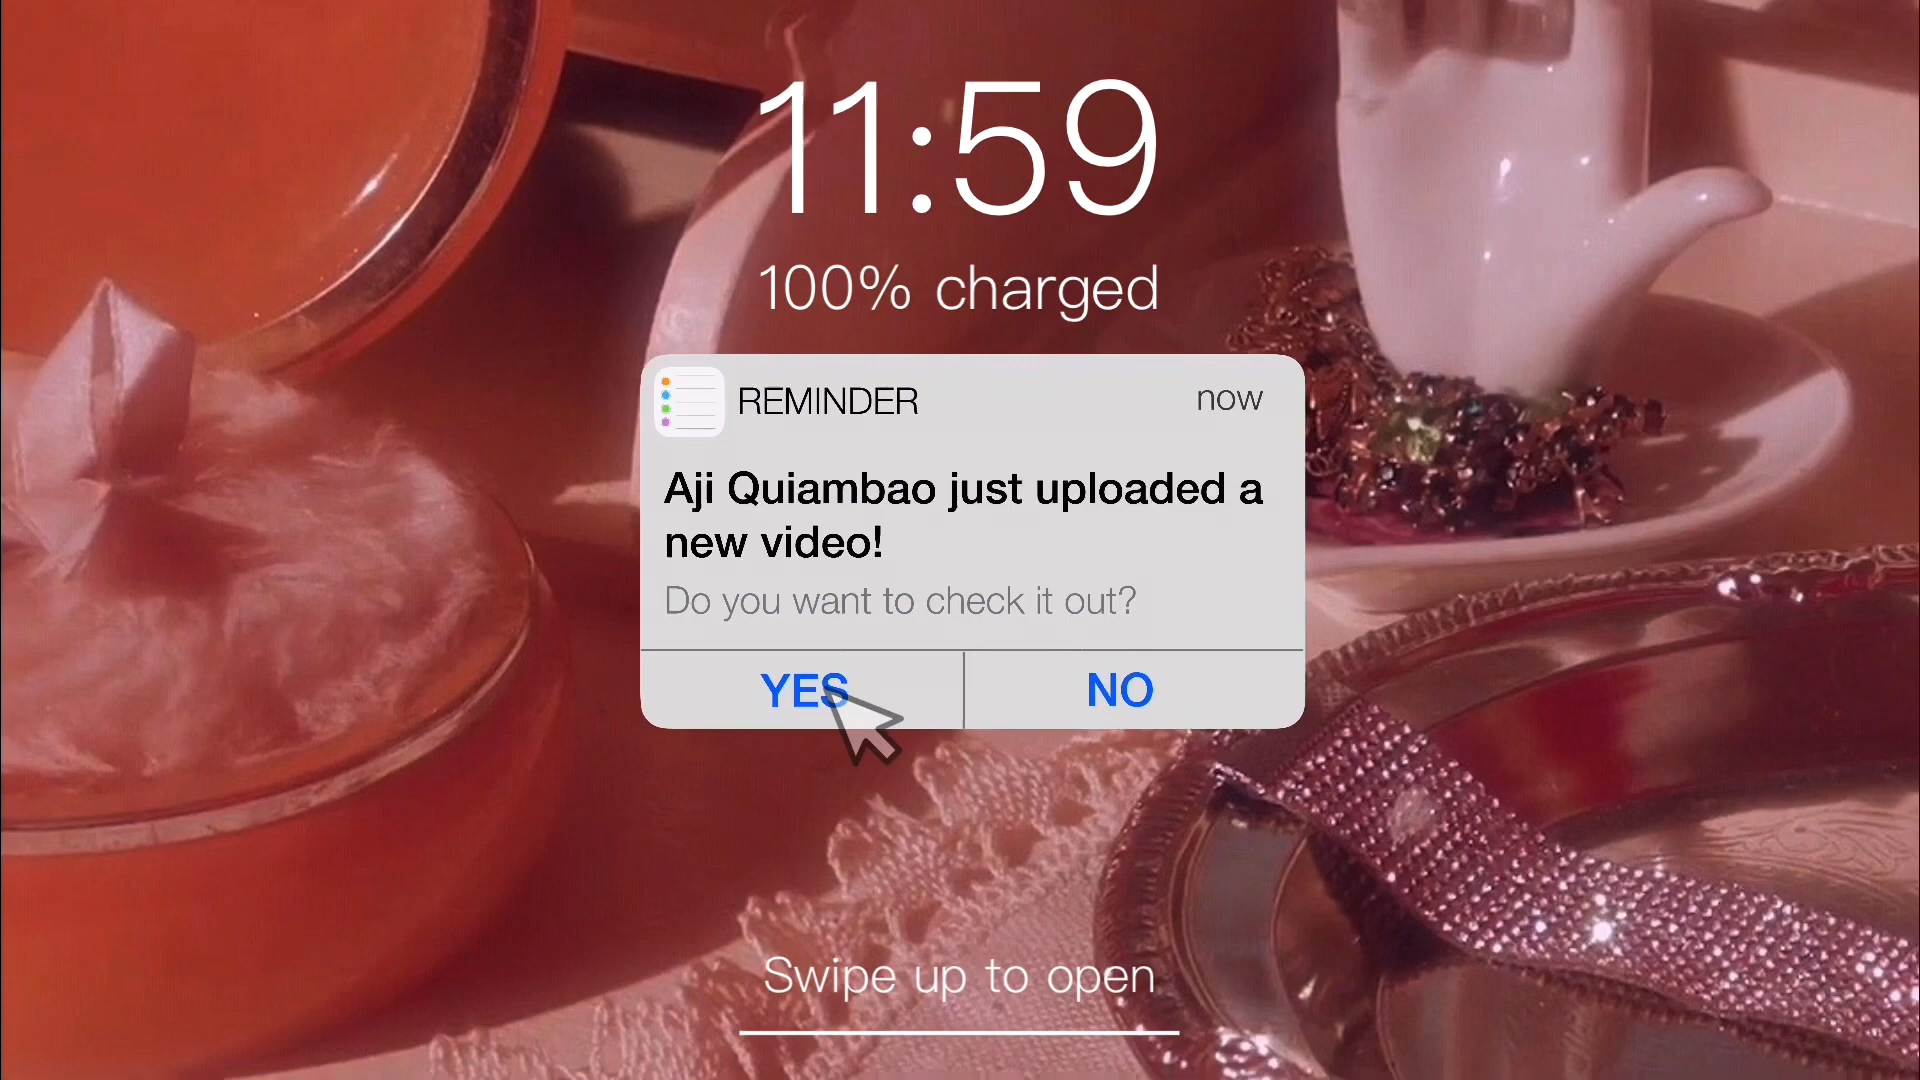 11:59
100% charged
REMINDER
now
Aji Quiambao just uploaded a
new video!
Do you want to check it out?
YES
NO
Swipe up to open